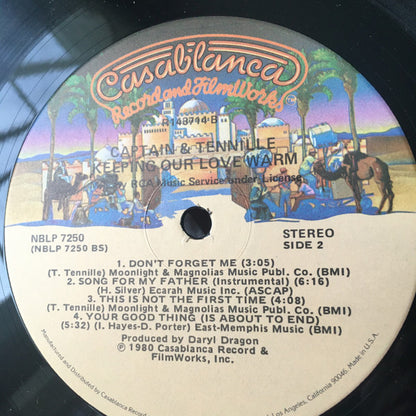 Casablanca
Record and FilmWorks
R143744 B
CAPTAIN & TENNILLE
KEEPING OUR LOVE WARM
RCA Music Service under License
NBLP 7250
(NBLP 7250 BS)
STEREO
SIDE 2
1. DON'T FORGET ME (3:05)
(T. Tennille) Moonlight & Magnolias Music Publ. Co. (BMI)
2. SONG FOR MY FATHER (Instrumental) (6:16)
(H. Silver) Ecarah Music Inc. (ASCAP)
3. THIS IS NOT THE FIRST TIME (4:08)
(T. Tennille) Moonlight & Magnolias Music Publ. Co. (BMI)
4. YOUR GOOD THING (IS ABOUT TO END)
(5:32) (I. Hayes-D. Porter) East-Memphis Music (BMI)
Produced by Daryl Dragon
℗ 1980 Casablanca Record &
FilmWorks, Inc.
Manufactured and Distributed by Casablanca Record
Los Angeles, California 90046. Made in U.S.A.